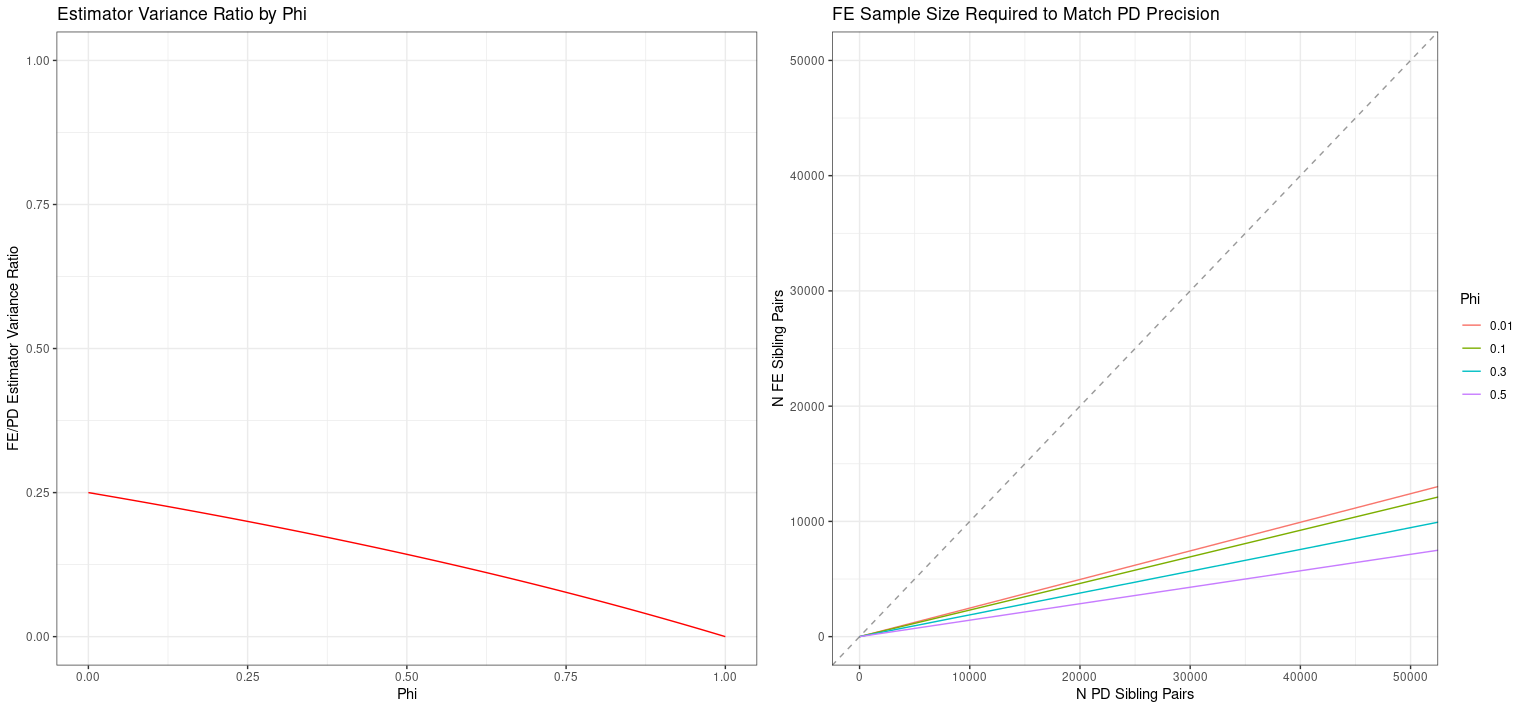 Estimator Variance Ratio by Phi
FE/PD Estimator Variance Ratio
1.00
0.75
0.50
0.25
0.00
0.00 0.25 0.50 0.75 1.00
Phi
FE Sample Size Required to Match PD Precision
N FE Sibling Pairs
50000
40000
30000
20000
10000
0
0 10000 20000 30000 40000 50000
N PD Sibling Pairs
Phi
0.01
0.1
0.3
0.5